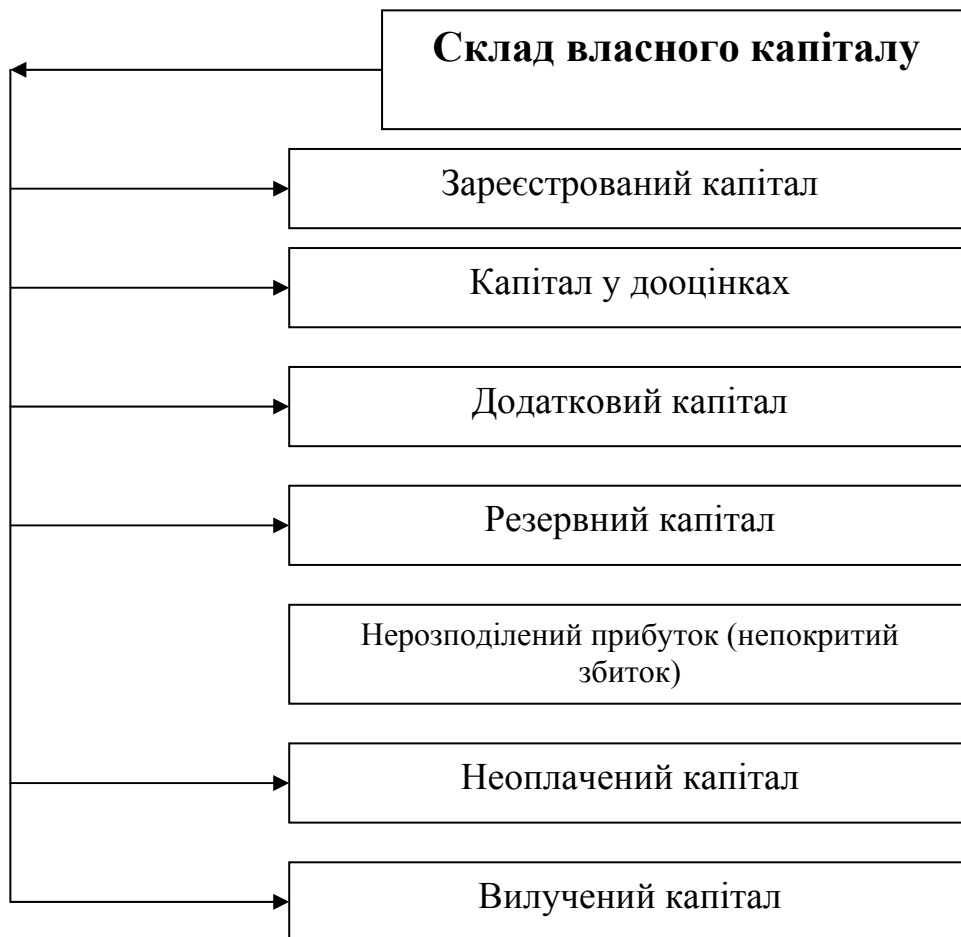 Склад власного капіталу
Зареєстрований капітал
Капітал у дооцінках
Додатковий капітал
Резервний капітал
Нерозподілений прибуток (непокритий
збиток)
Неоплачений капітал
Вилучений капітал